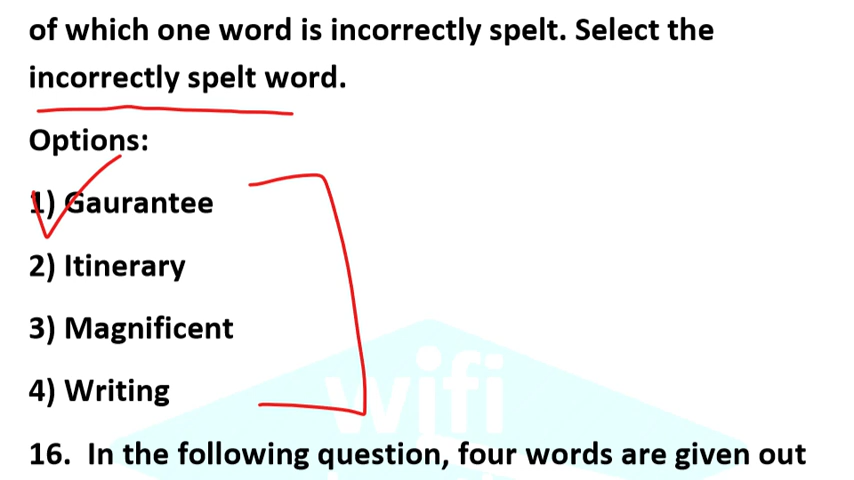 of which one word is incorrectly spelt. Select the
incorrectly spelt word.
Options:
1) Gaurantee
2) Itinerary
3) Magnificent
4) Writing
wifi
16. In the following question, four words are given out